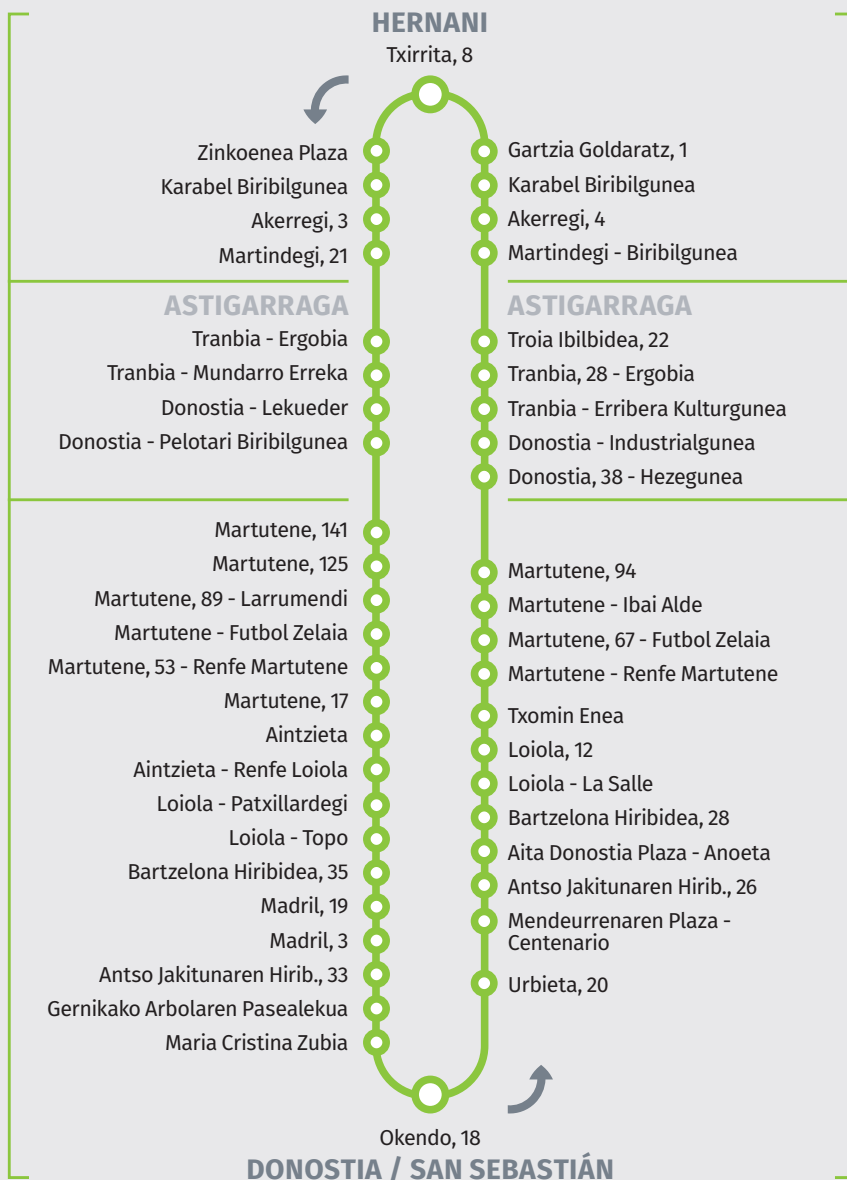 HERNANI
Txirrita, 8
Zinkoenea Plaza
Karabel Biribilgunea
Akerregi, 3
Martindegi, 21
ASTIGARRAGA
Tranbia - Ergobia
Tranbia - Mundarro Erreka
Donostia - Lekueder
Donostia - Pelotari Biribilgunea
Martutene, 141
Martutene, 125
Martutene, 89 - Larrumendi
Martutene - Futbol Zelaia
Martutene, 53 - Renfe Martutene
Martutene, 17
Aintzieta
Aintzieta - Renfe Loiola
Loiola - Patxillardegi
Loiola - Topo
Bartzelona Hiribidea, 35
Madril, 19
Madril, 3
Antso Jakitunaren Hirib., 33
Gernikako Arbolaren Pasealekua
Maria Cristina Zubia
Gartzia Goldaratz, 1
Karabel Biribilgunea
Akerregi, 4
Martindegi - Biribilgunea
ASTIGARRAGA
Troia Ibilbidea, 22
Tranbia, 28 - Ergobia
Tranbia - Erribera Kulturgunea
Donostia - Industrialgunea
Donostia, 38 - Hezegunea
Martutene, 94
Martutene - Ibai Alde
Martutene, 67 - Futbol Zelaia
Martutene - Renfe Martutene
Txomin Enea
Loiola, 12
Loiola - La Salle
Bartzelona Hiribidea, 28
Aita Donostia Plaza - Anoeta
Antso Jakitunaren Hirib., 26
Mendeurrenaren Plaza -
Centenario
Urbieta, 20
Okendo, 18
DONOSTIA / SAN SEBASTIÁN